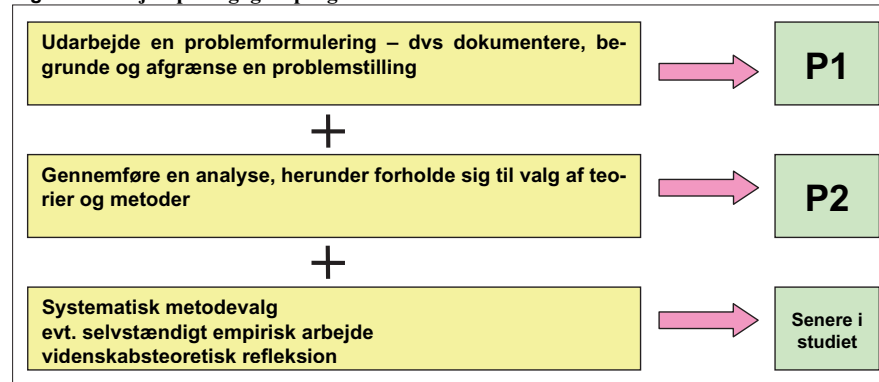 Udarbejde en problemformulering – dvs dokumentere, be-
grunde og afgrænse en problemstilling
P1
+
Gennemføre en analyse, herunder forholde sig til valg af teo-
rier og metoder
P2
+
Systematisk metodevalg
evt. selvstændigt empirisk arbejde
videnskabsteoretisk refleksion
Senere i
studiet